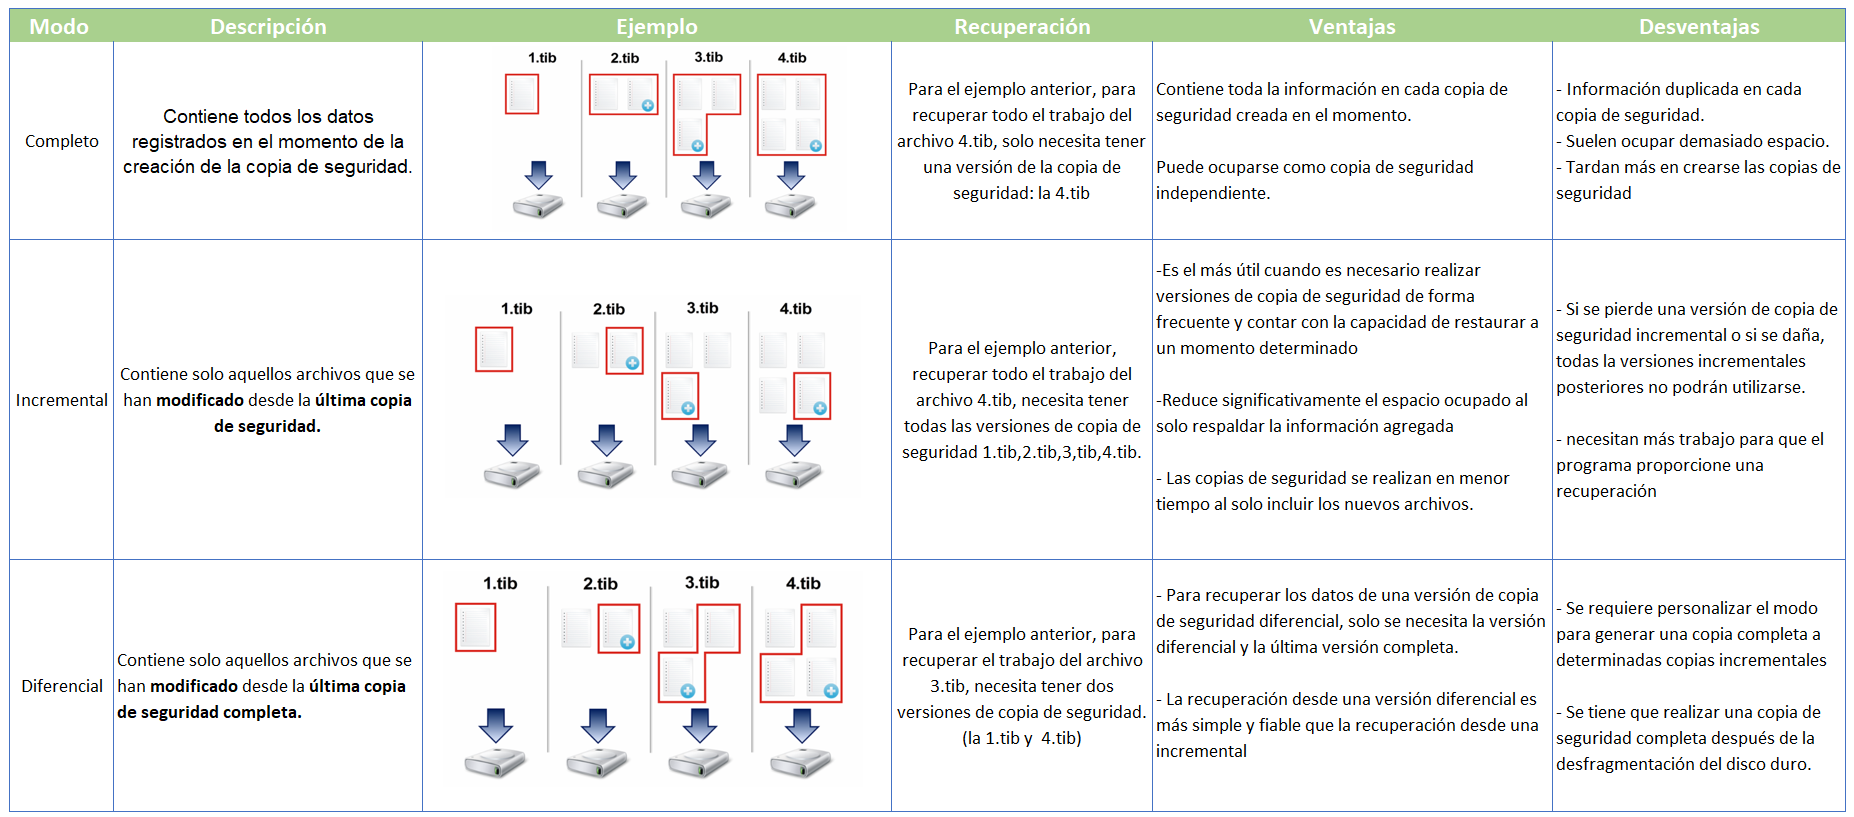 Modo
Descripción
Ejemplo
Recuperación
Ventajas
Desventajas
Completo
Contiene todos los datos
registrados en el momento de la
creación de la copia de seguridad.
1.tib
2.tib
3.tib
4.tib
Para el ejemplo anterior, para
recuperar todo el trabajo del
archivo 4.tib, solo necesita tener
una versión de la copia de
seguridad: la 4.tib
Contiene toda la información en cada copia de
seguridad creada en el momento.
Puede ocuparse como copia de seguridad
independiente.
- Información duplicada en cada
copia de seguridad.
- Suelen ocupar demasiado espacio.
- Tardan más en crearse las copias de
seguridad
Incremental
Contiene solo aquellos archivos que se
han modificado desde la última copia
de seguridad.
1.tib
2.tib
3.tib
4.tib
Para el ejemplo anterior,
recuperar todo el trabajo del
archivo 4.tib, necesita tener
todas las versiones de copia de
seguridad 1.tib,2.tib,3,tib,4.tib.
-Es el más útil cuando es necesario realizar
versiones de copia de seguridad de forma
frecuente y contar con la capacidad de restaurar a
un momento determinado
-Reduce significativamente el espacio ocupado al
solo respaldar la información agregada
- Las copias de seguridad se realizan en menor
tiempo al solo incluir los nuevos archivos.
- Si se pierde una versión de copia de
seguridad incremental o si se daña,
todas la versiones incrementales
posteriores no podrán utilizarse.
- necesitan más trabajo para que el
programa proporcione una
recuperación
Diferencial
Contiene solo aquellos archivos que se
han modificado desde la última copia
de seguridad completa.
1.tib
2.tib
3.tib
4.tib
Para el ejemplo anterior, para
recuperar el trabajo del archivo
3.tib, necesita tener dos
versiones de copia de seguridad.
(la 1.tib y  4.tib)
- Para recuperar los datos de una versión de copia
de seguridad diferencial, solo se necesita la versión
diferencial y la última versión completa.
- La recuperación desde una versión diferencial es
más simple y fiable que la recuperación desde una
incremental
- Se requiere personalizar el modo
para generar una copia completa a
determinadas copias incrementales
- Se tiene que realizar una copia de
seguridad completa después de la
desfragmentación del disco duro.